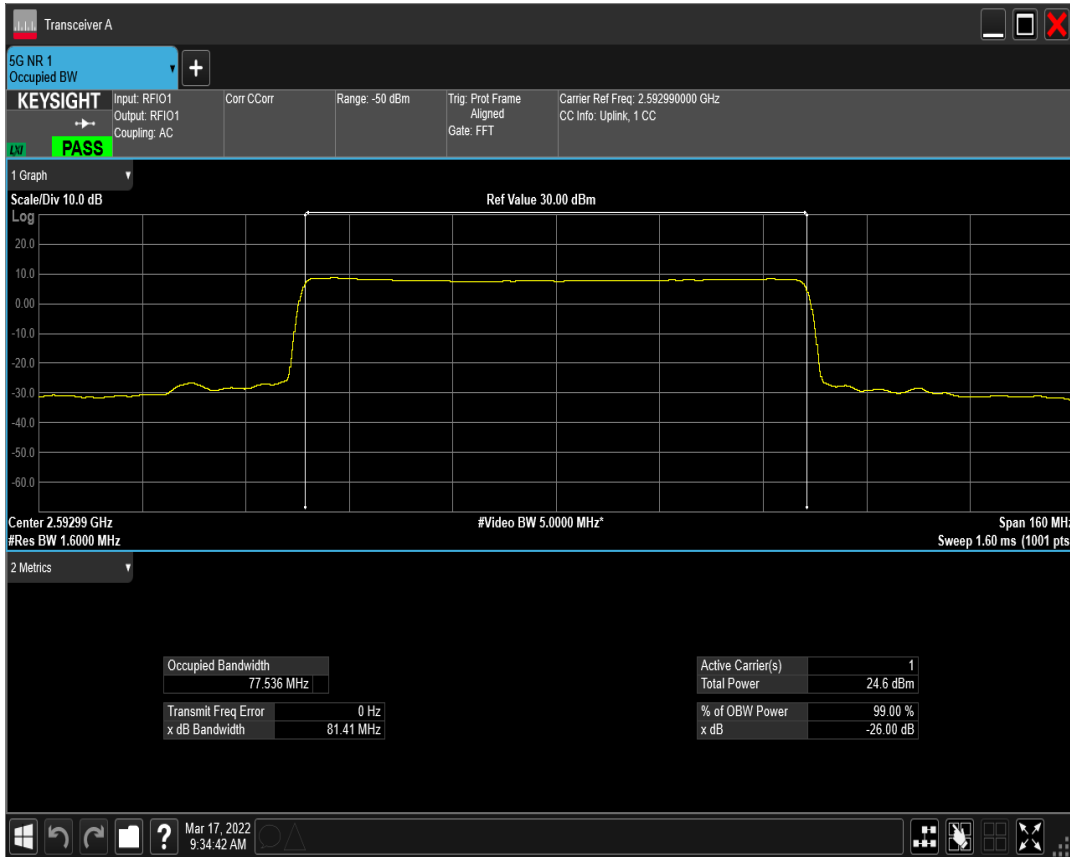 Transceiver A
5G NR 1
Occupied BW
KEYSIGHT
LXI
PASS
Input: RFIO1
Output: RFIO1
Coupling: AC
Corr CCorr
Range: -50 dBm
Trig: Prot Frame
Aligned
Gate: FFT
Carrier Ref Freq: 2.592990000 GHz
CC Info: Uplink, 1 CC
1 Graph
Scale/Div 10.0 dB
Ref Value 30.00 dBm
Log
20.0
10.0
0.00
-10.0
-20.0
-30.0
-40.0
-50.0
-60.0
Center 2.59299 GHz
#Video BW 5.0000 MHz*
Span 160 MHz
#Res BW 1.6000 MHz
Sweep 1.60 ms (1001 pts
2 Metrics
Occupied Bandwidth
77.536 MHz
Transmit Freq Error 0 Hz
x dB Bandwidth 81.41 MHz
Active Carrier(s) 1
Total Power 24.6 dBm
% of OBW Power 99.00 %
x dB -26.00 dB
?
Mar 17, 2022
9:34:42 AM